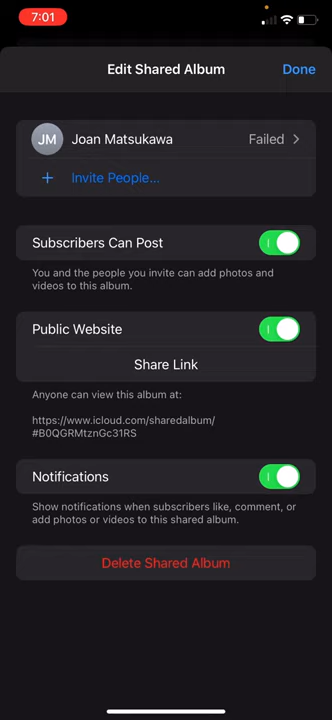 7:01
Edit Shared Album
Done
JM
Joan Matsukawa
Failed
Invite People...
Subscribers Can Post
You and the people you invite can add photos and
videos to this album.
Public Website
Share Link
Anyone can view this album at:
https://www.icloud.com/sharedalbum/
#B0QGRMtznGc31RS
Notifications
Show notifications when subscribers like, comment, or
add photos or videos to this shared album.
Delete Shared Album